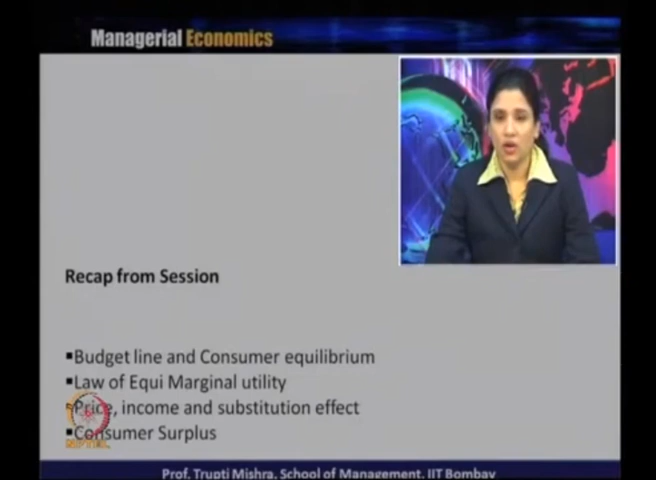 Managerial Economics
Recap from Session
▪Budget line and Consumer equilibrium
▪Law of Equi Marginal utility
▪Price, income and substitution effect
▪Consumer Surplus
NPTEL
Prof. Trupti Mishra, School of Management, IIT Bombay